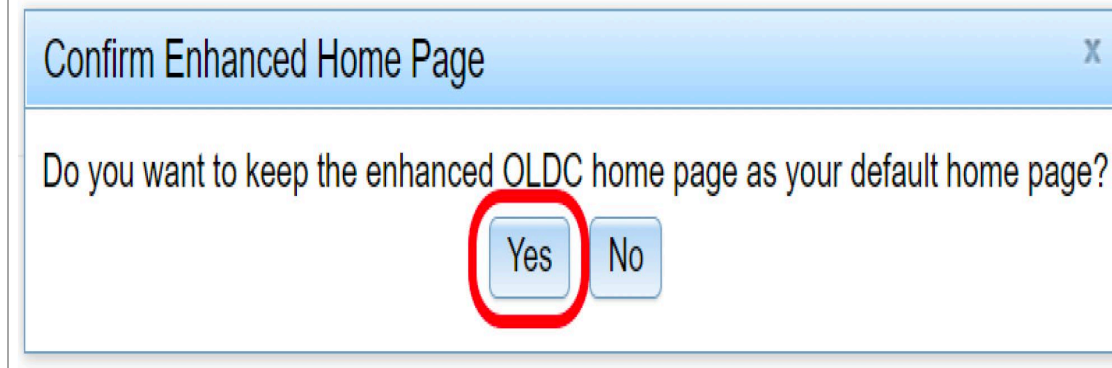 Confirm Enhanced Home Page x
Do you want to keep the enhanced OLDC home page as your default home page?
Yes No